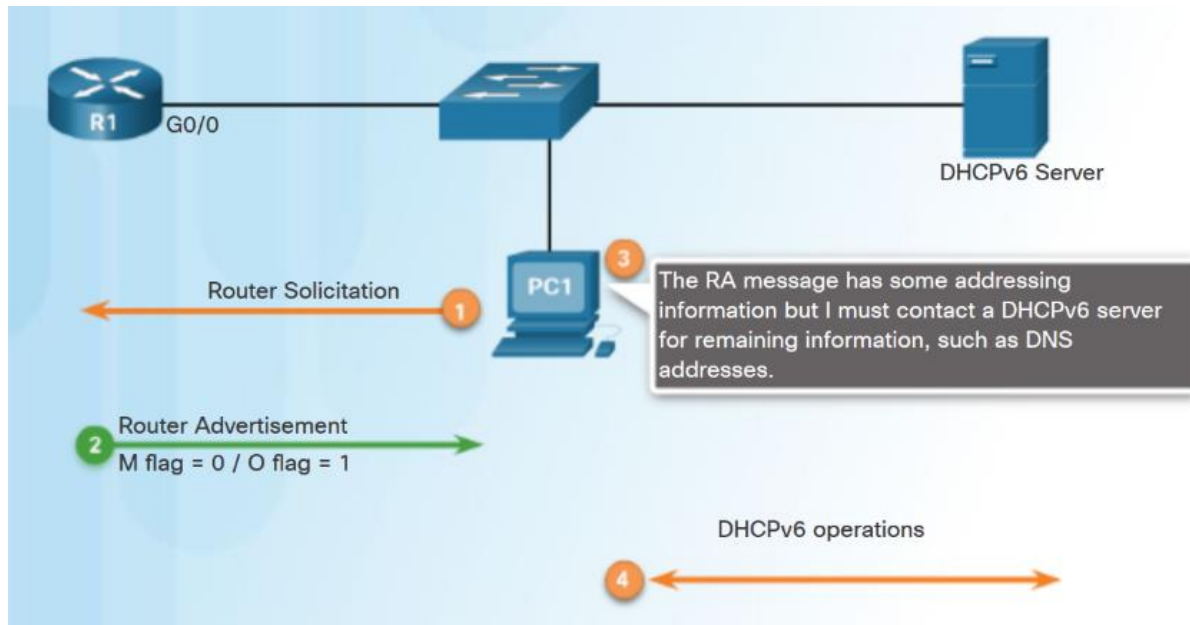 R1
G0/0
DHCPv6 Server
PC1
3
The RA message has some addressing
information but I must contact a DHCPv6 server
for remaining information, such as DNS
addresses.
Router Solicitation
1
2
Router Advertisement
M flag = 0 / O flag = 1
DHCPv6 operations
4